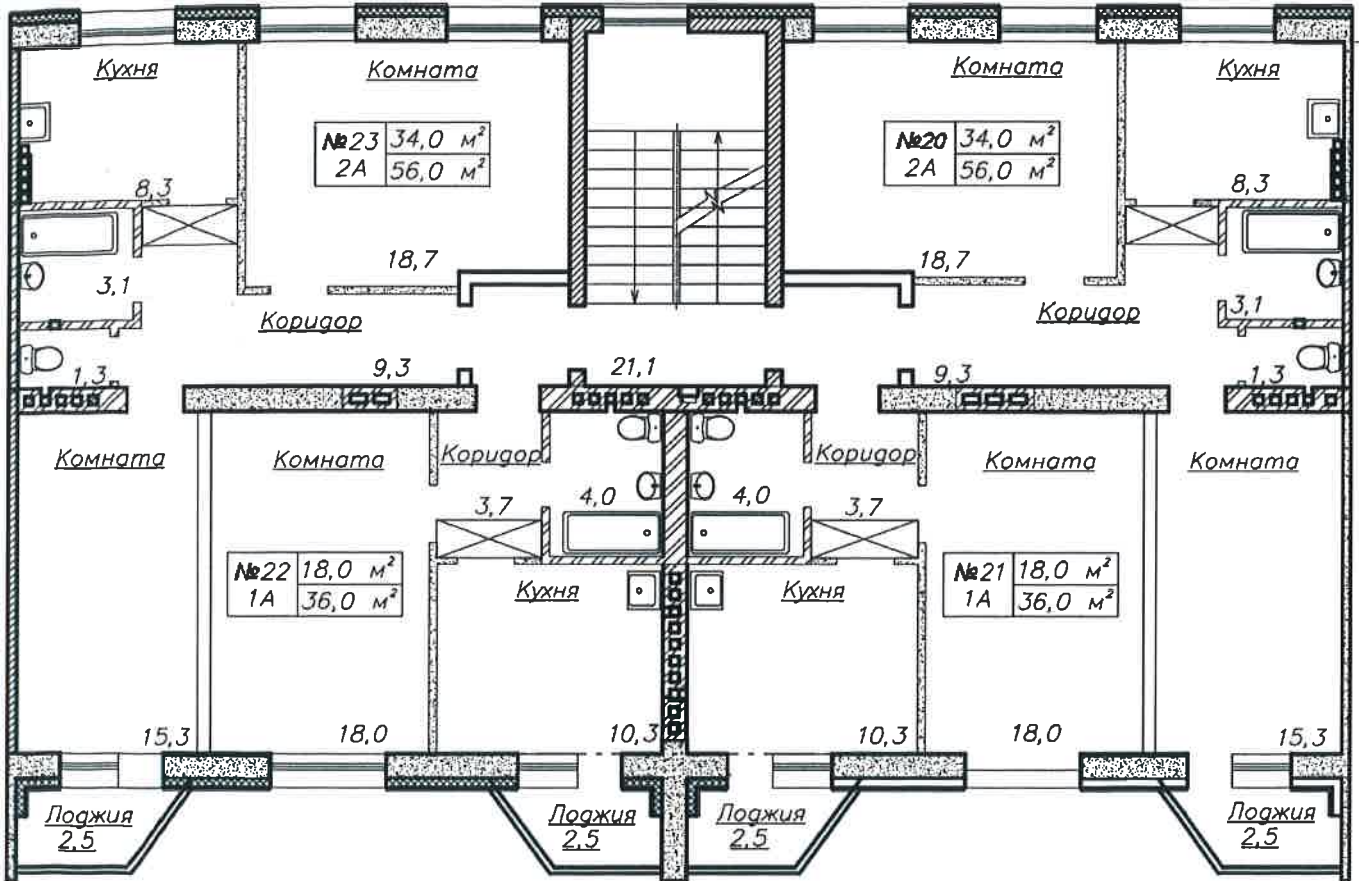 Кухня
Комната
Комната
Кухня
№23 34,0 м²
2А 56,0 м²
№20 34,0 м²
2А 56,0 м²
8,3
8,3
18,7
18,7
3,1
3,1
Коридор
Коридор
1,3
9,3
21,1
9,3
1,3
Комната
Комната
Коридор
Коридор
Комната
Комната
3,7
4,0
4,0
3,7
№22 18,0 м²
1А 36,0 м²
Кухня
Кухня
№21 18,0 м²
1А 36,0 м²
15,3
18,0
10,3
10,3
18,0
15,3
Лоджия
2,5
Лоджия
2,5
Лоджия
2,5
Лоджия
2,5